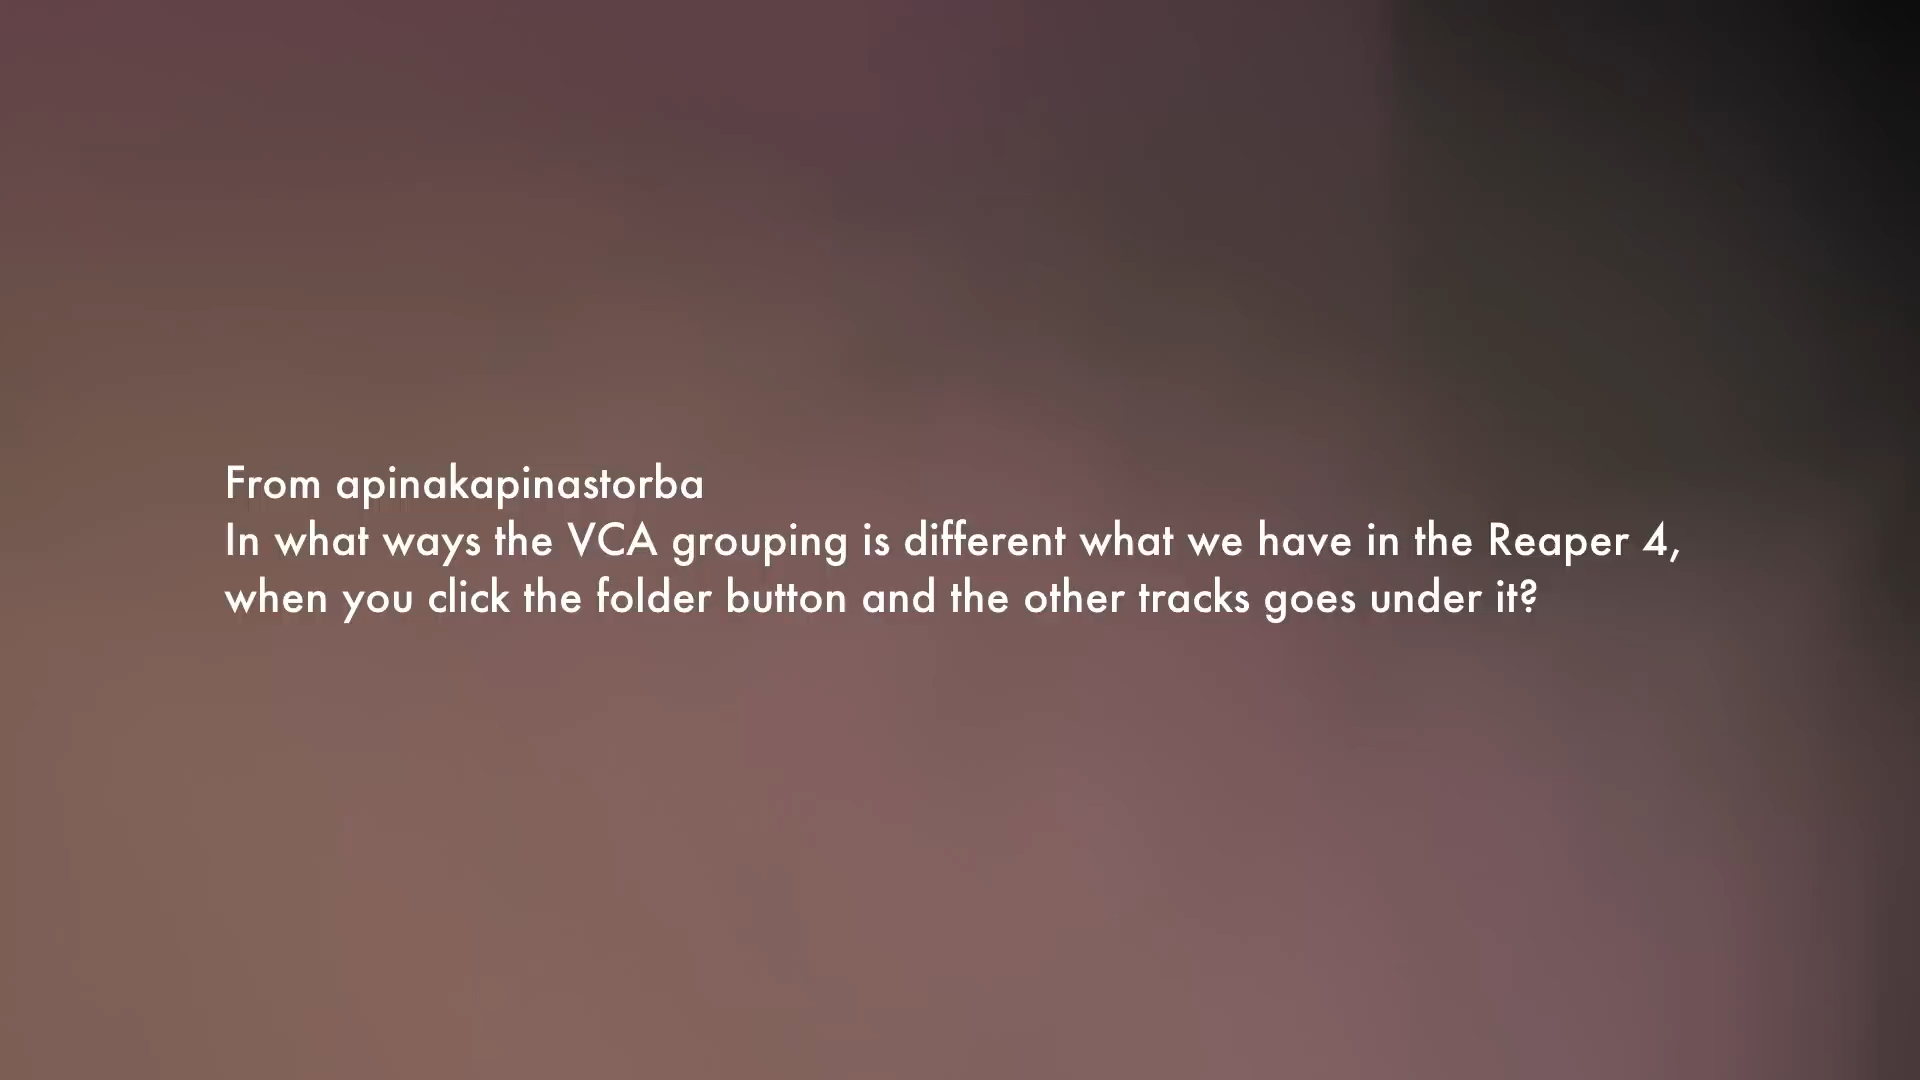 From apinakapinastorba
In what ways the VCA grouping is different what we have in the Reaper 4,
when you click the folder button and the other tracks goes under it?